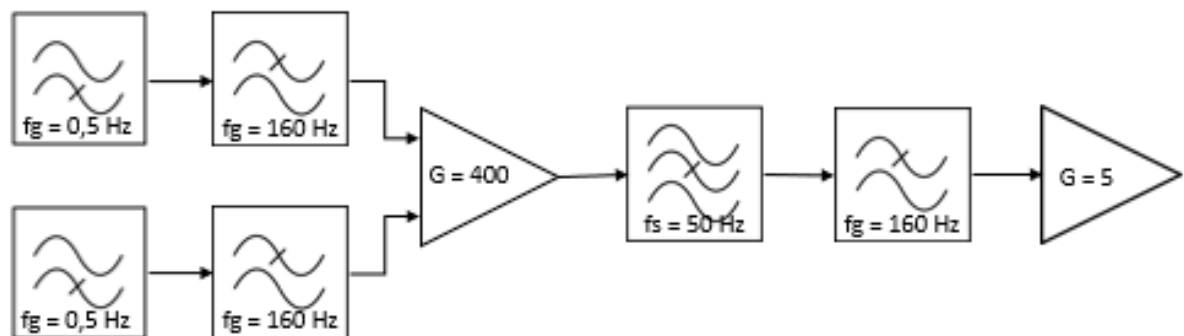 fg = 0,5 Hz
fg = 160 Hz
G = 400
fs = 50 Hz
fg = 160 Hz
G = 5
fg = 0,5 Hz
fg = 160 Hz